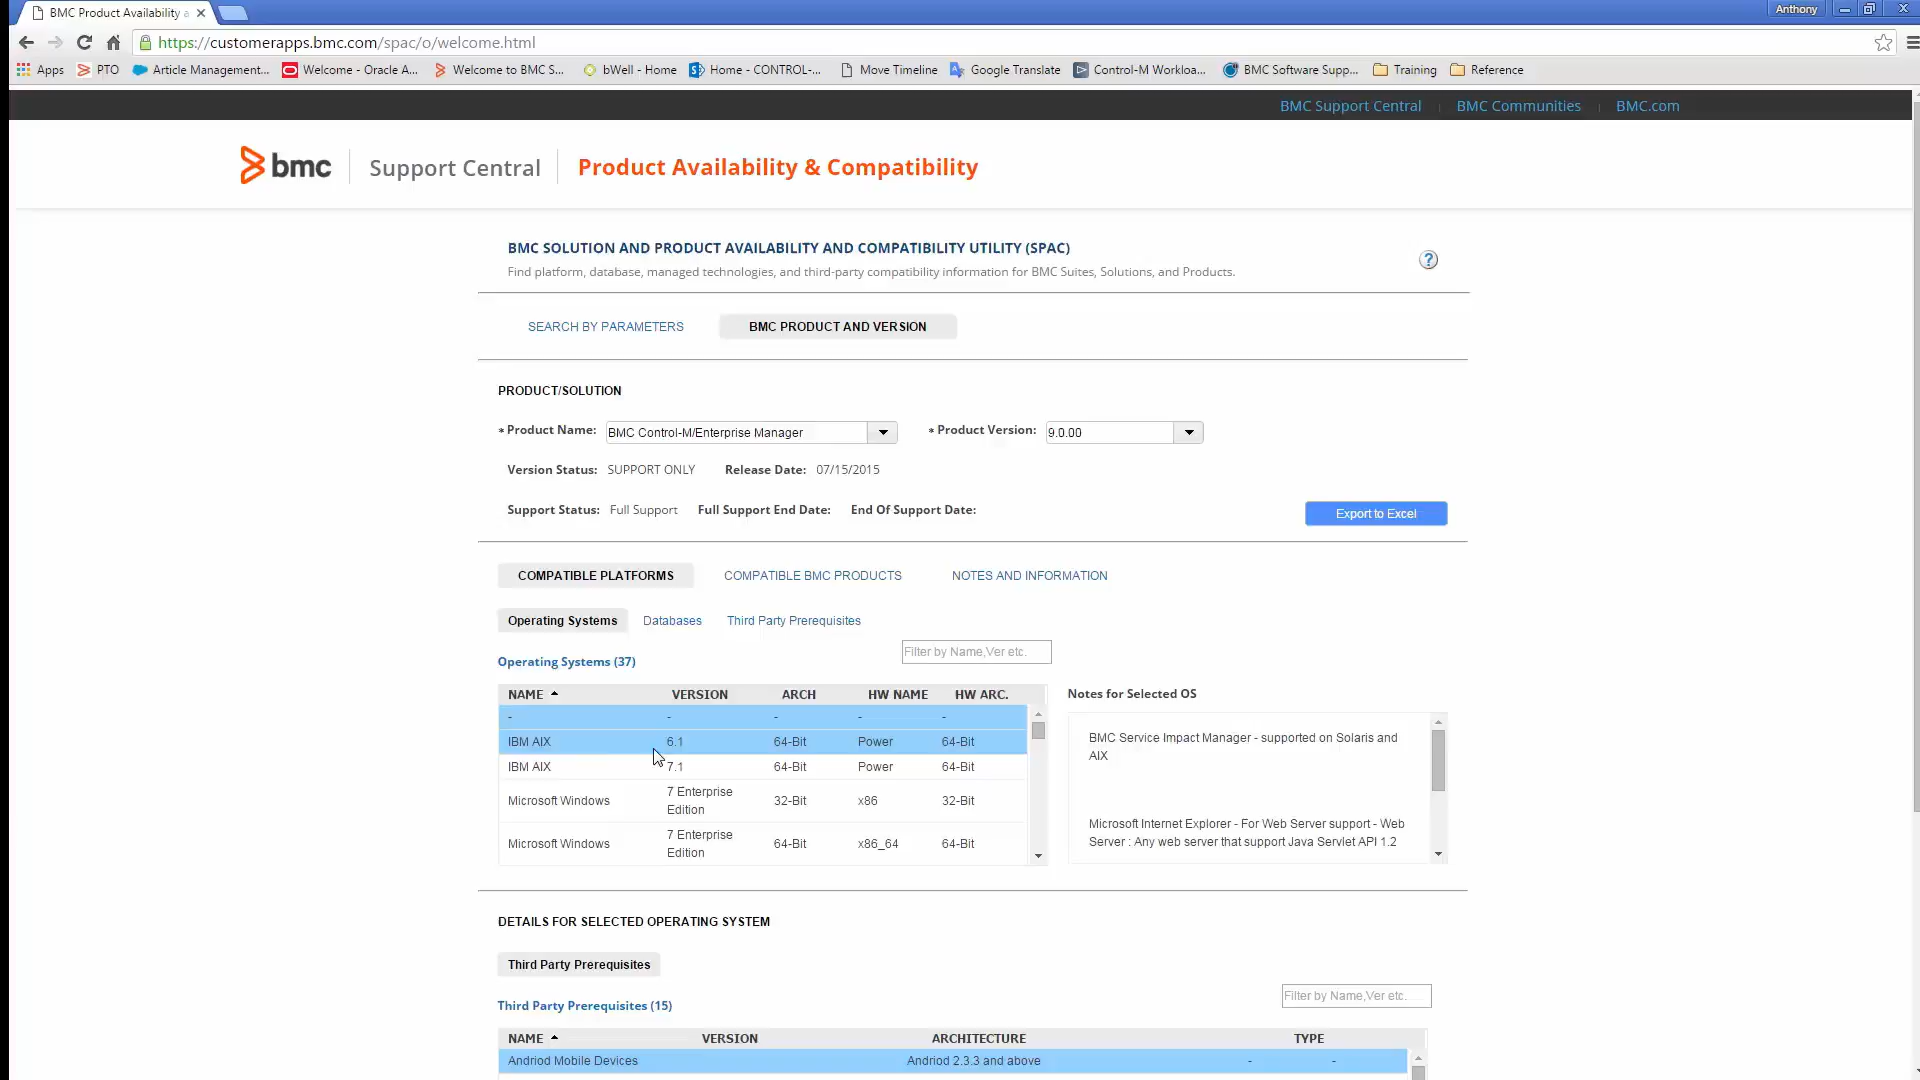 BMC Product Availability a
Anthony
https://customerapps.bmc.com/spac/o/welcome.html
Apps PTO Article Management... Welcome - Oracle A... Welcome to BMC S... bWell - Home Home - CONTROL-... Move Timeline Google Translate Control-M Workloa... BMC Software Supp... Training Reference
BMC Support Central BMC Communities BMC.com
bmc Support Central Product Availability & Compatibility
BMC SOLUTION AND PRODUCT AVAILABILITY AND COMPATIBILITY UTILITY (SPAC)
Find platform, database, managed technologies, and third-party compatibility information for BMC Suites, Solutions, and Products.
?
SEARCH BY PARAMETERS BMC PRODUCT AND VERSION
PRODUCT/SOLUTION
* Product Name: BMC Control-M/Enterprise Manager * Product Version: 9.0.00
Version Status: SUPPORT ONLY Release Date: 07/15/2015
Support Status: Full Support Full Support End Date: End Of Support Date:
Export to Excel
COMPATIBLE PLATFORMS COMPATIBLE BMC PRODUCTS NOTES AND INFORMATION
Operating Systems Databases Third Party Prerequisites
Filter by Name,Ver etc.
Operating Systems (37)
NAME VERSION ARCH HW NAME HW ARC.
- - - - -
IBM AIX 6.1 64-Bit Power 64-Bit
IBM AIX 7.1 64-Bit Power 64-Bit
Microsoft Windows 7 Enterprise Edition 32-Bit x86 32-Bit
Microsoft Windows 7 Enterprise Edition 64-Bit x86_64 64-Bit
Notes for Selected OS
BMC Service Impact Manager - supported on Solaris and
AIX
Microsoft Internet Explorer - For Web Server support - Web
Server : Any web server that support Java Servlet API 1.2
DETAILS FOR SELECTED OPERATING SYSTEM
Third Party Prerequisites
Filter by Name,Ver etc.
Third Party Prerequisites (15)
NAME VERSION ARCHITECTURE TYPE
Andriod Mobile Devices Andriod 2.3.3 and above - -